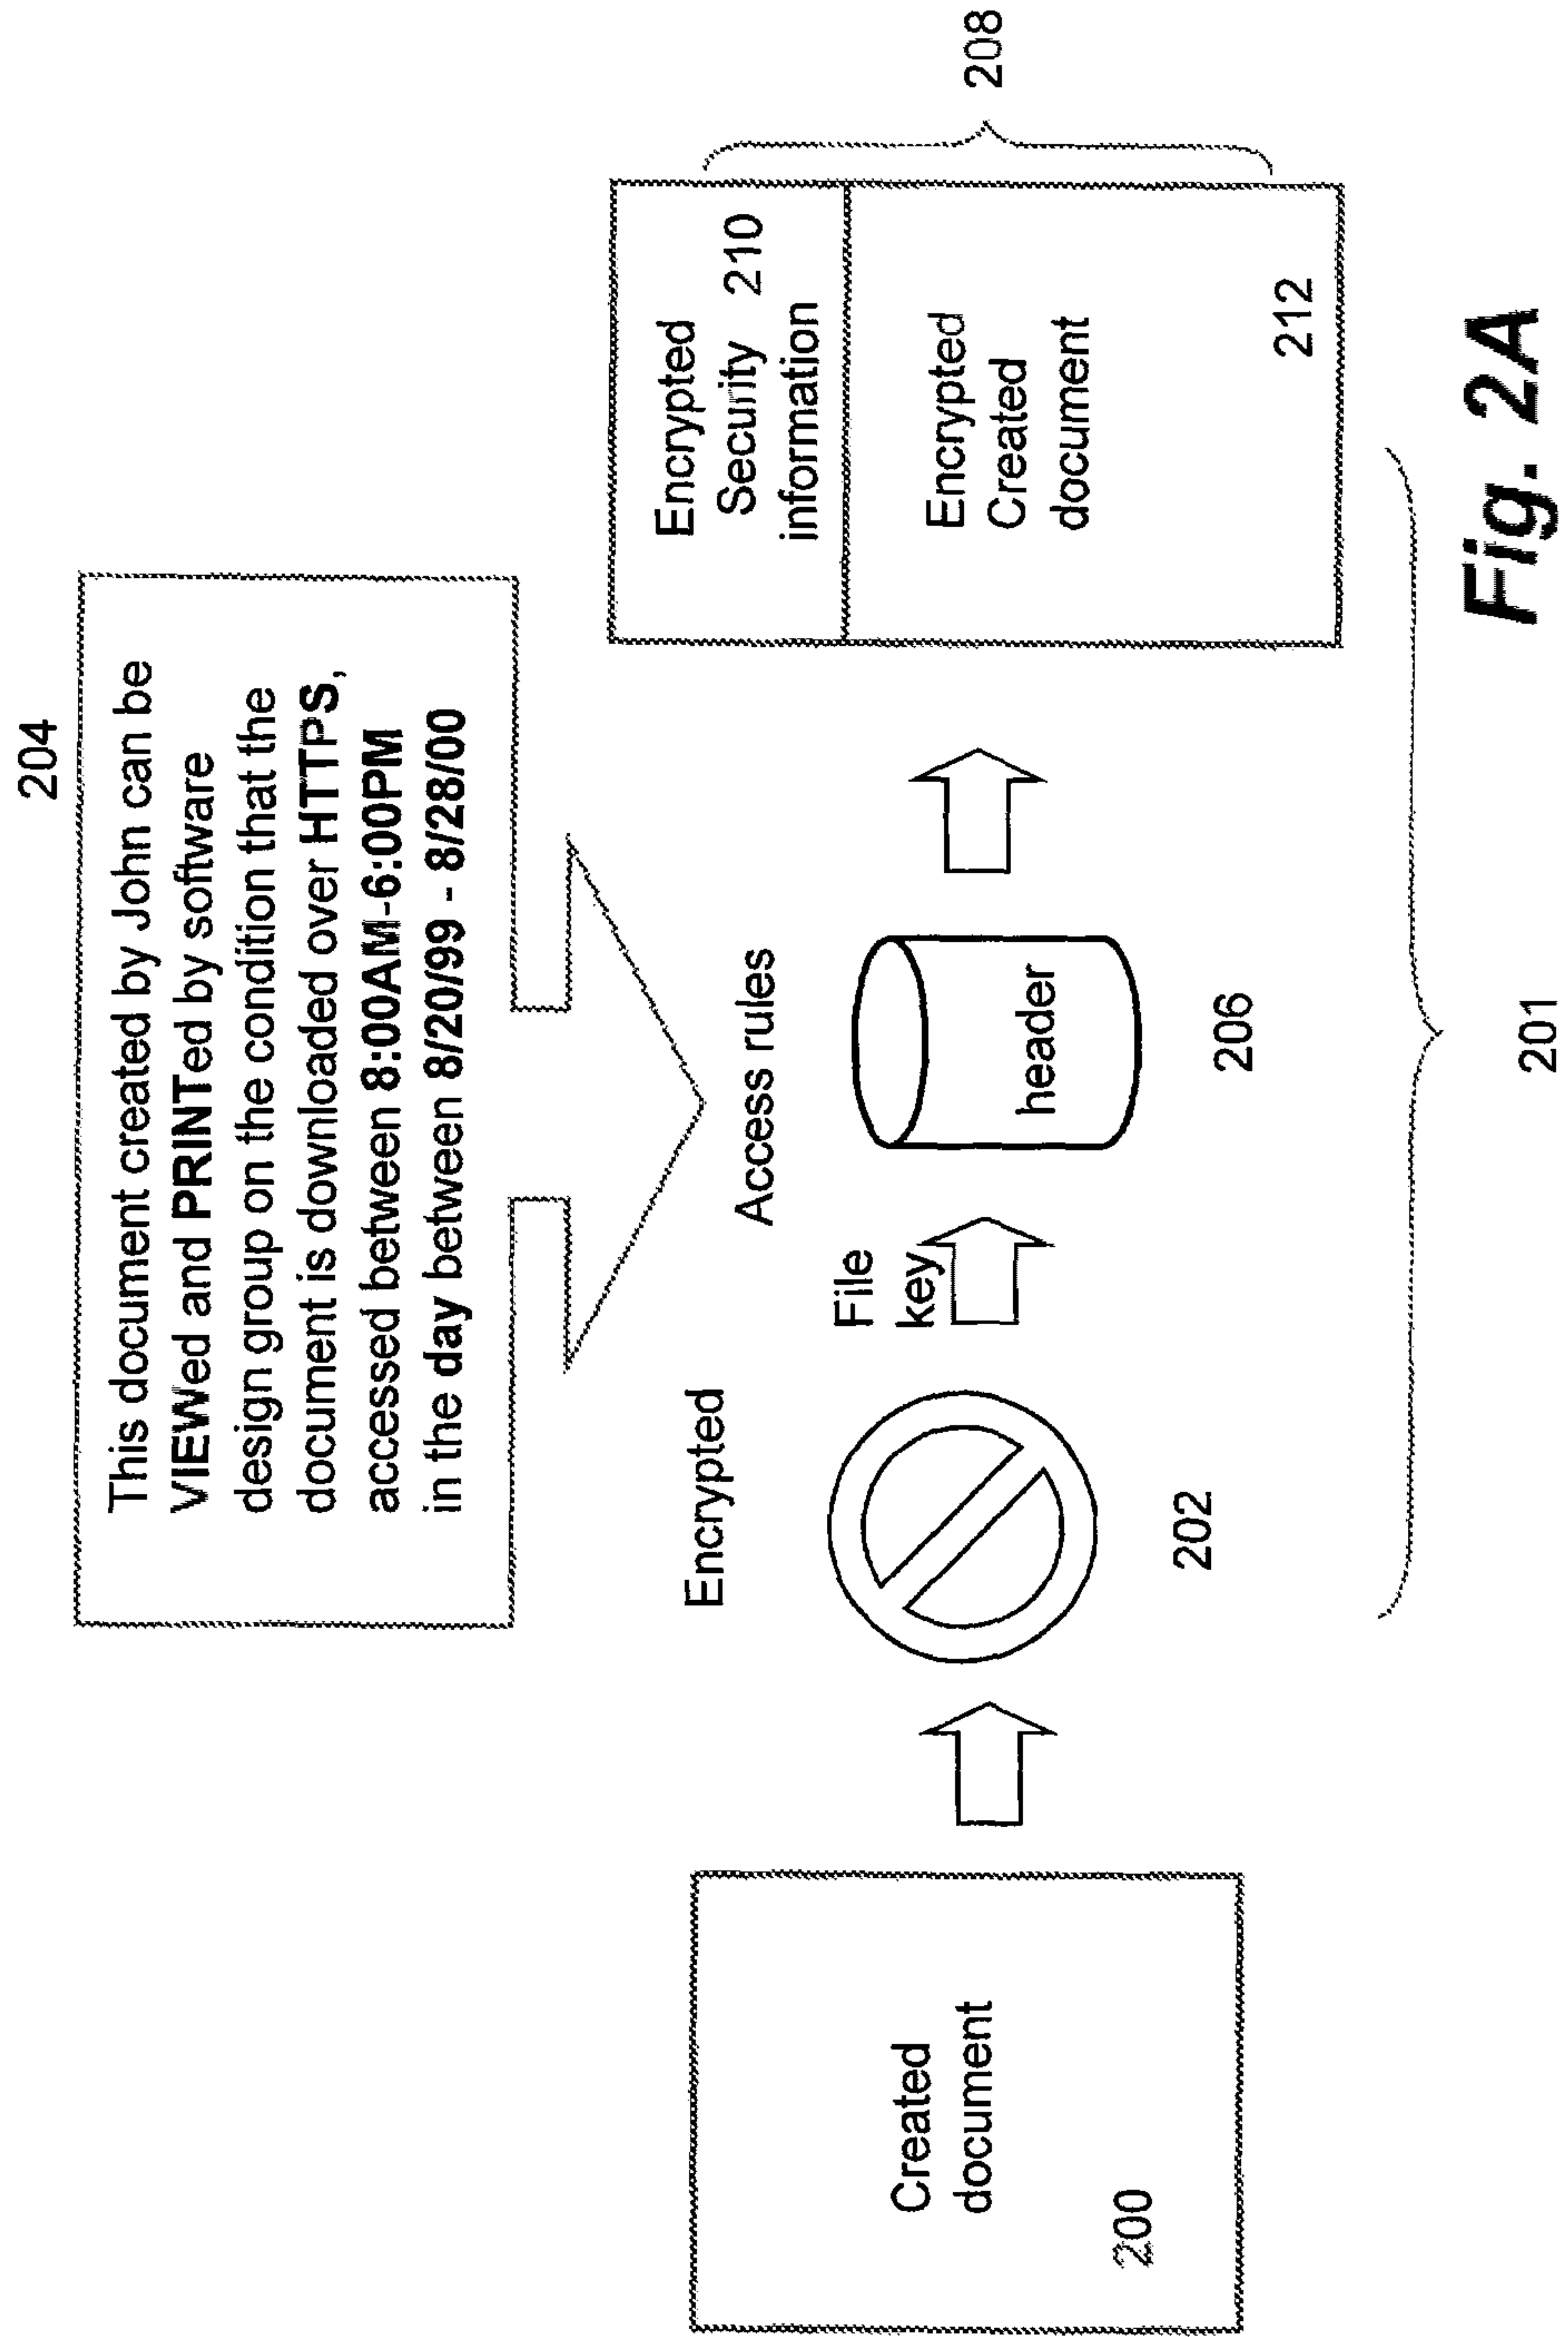 204
This document created by John can be
VIEWed and PRINTed by software
design group on the condition that the
document is downloaded over HTTPS,
accessed between 8:00AM-6:00PM
in the day between 8/20/99 - 8/28/00
Created
document
200
Encrypted
202
File
key
Access rules
header
206
Encrypted
Security 210
information
Encrypted
Created
document
212
208
201
Fig. 2A